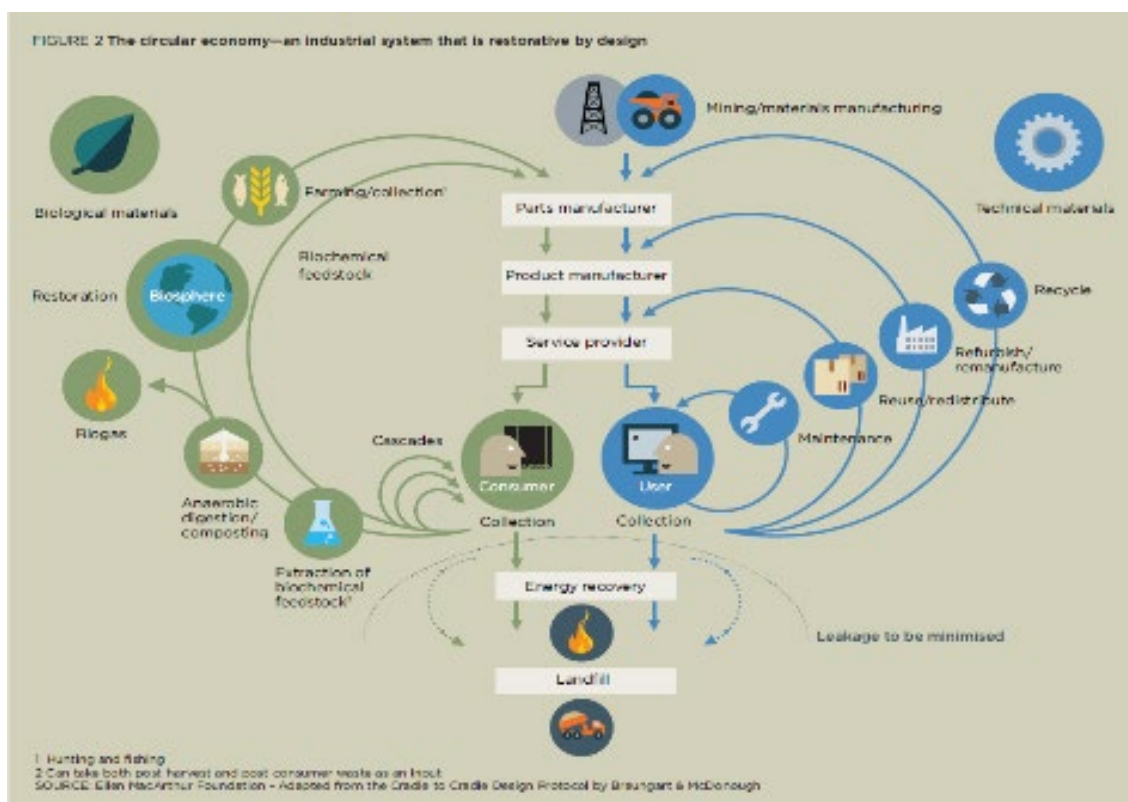 FIGURE 2 The circular economy—an industrial system that is restorative by design
Mining/materials manufacturing
Biological materials
Farming/collection¹
Parts manufacturer
Technical materials
Biochemical
feedstock
Product manufacturer
Restoration
Biosphere
Recycle
Service provider
Refurbish/
remanufacture
Biogas
Reuse/redistribute
Cascades
Maintenance
Consumer
User
Anaerobic
digestion/
composting
Collection
Collection
Extraction of
biochemical
feedstock²
Energy recovery
Leakage to be minimised
Landfill
1 Hunting and fishing
2 Can take both post harvest and post consumer waste as an input
SOURCE: Ellen MacArthur Foundation – Adapted from the Cradle to Cradle Design Protocol by Braungart & McDonough